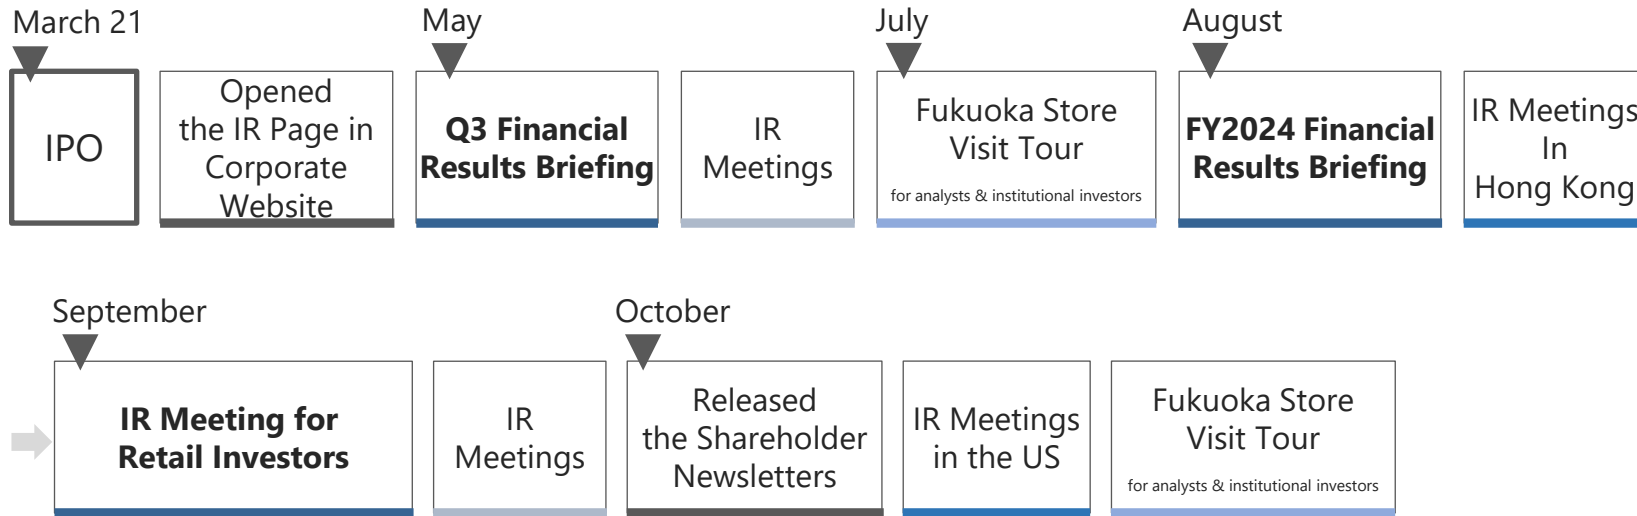 March 21
May
July
August
IPO
Opened
the IR Page in
Corporate
Website
Q3 Financial
Results Briefing
IR
Meetings
Fukuoka Store
Visit Tour
for analysts & institutional investors
FY2024 Financial
Results Briefing
IR Meetings
In
Hong Kong
September
October
IR Meeting for
Retail Investors
IR
Meetings
Released
the Shareholder
Newsletters
IR Meetings
in the US
Fukuoka Store
Visit Tour
for analysts & institutional investors